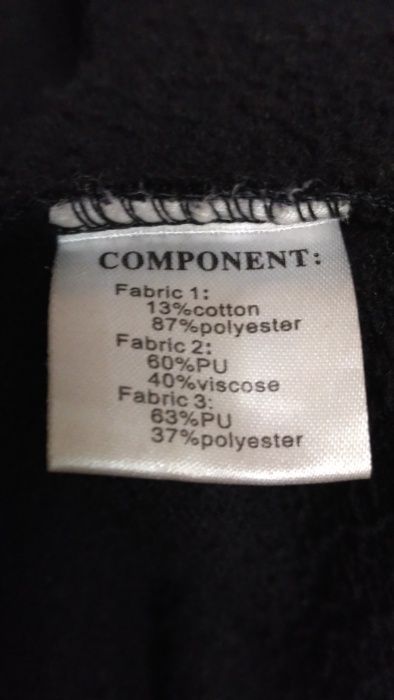 COMPONENT:
Fabric 1:
13%cotton
87%polyester
Fabric 2:
60%PU
40%viscose
Fabric 3:
63%PU
37%polyester